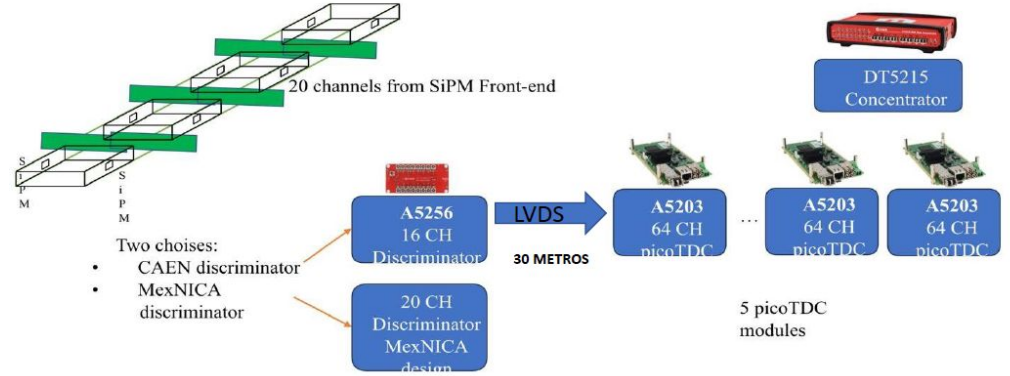 20 channels from SiPM Front-end
DT5215
Concentrator
SiPM
SiPM
A5256
16 CH
Discriminator
LVDS
30 METROS
A5203
64 CH
picoTDC
...
A5203
64 CH
picoTDC
A5203
64 CH
picoTDC
Two choises:
• CAEN discriminator
• MexNICA
discriminator
20 CH
Discriminator
MexNICA
design
5 picoTDC
modules